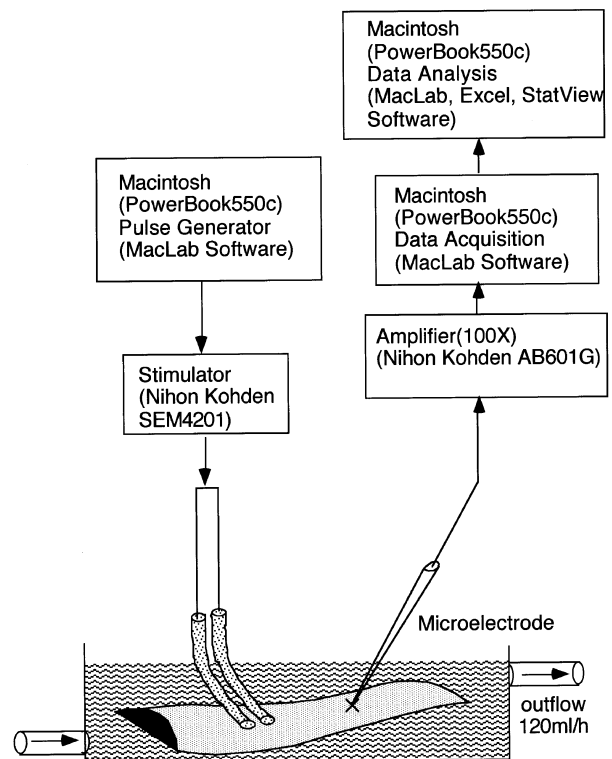 Macintosh
(PowerBook550c)
Data Analysis
(MacLab, Excel, StatView
Software)
Macintosh
(PowerBook550c)
Pulse Generator
(MacLab Software)
Macintosh
(PowerBook550c)
Data Acquisition
(MacLab Software)
Amplifier(100X)
(Nihon Kohden AB601G)
Stimulator
(Nihon Kohden
SEM4201)
Microelectrode
outflow
120ml/h